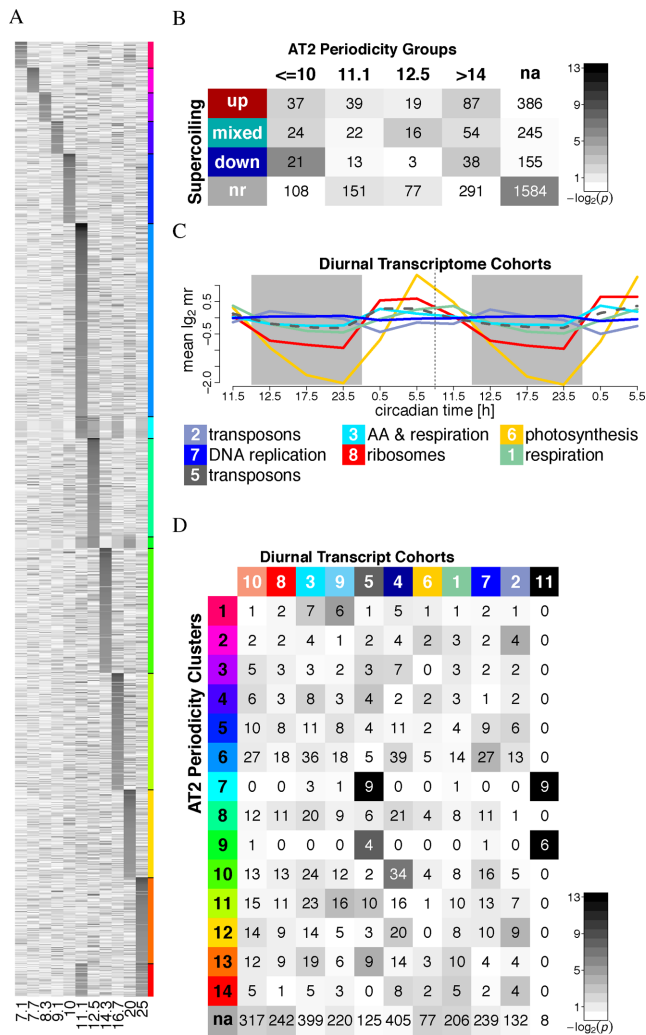 A
7.1 7.7 8.3 9.1 10 11.1 12.5 14.3 16.7 20 25
B
AT2 Periodicity Groups
<=10 11.1 12.5 >14 na
Supercoiling
up 37 39 19 87 386
mixed 24 22 16 54 245
down 21 13 3 38 155
nr 108 151 77 291 1584
13
9
7
5
3
1
−log2(p)
C
Diurnal Transcriptome Cohorts
mean lg2 mr
0.5
−0.5
−2.0
11.5 12.5 17.5 23.5 0.5 5.5 11.5 12.5 17.5 23.5 0.5 5.5
circadian time [h]
2 transposons 3 AA & respiration 6 photosynthesis
7 DNA replication 8 ribosomes 1 respiration
5 transposons
D
Diurnal Transcript Cohorts
10 8 3 9 5 4 6 1 7 2 11
AT2 Periodicity Clusters
1 1 2 7 6 1 5 1 1 2 1 0
2 2 2 4 1 2 4 2 3 2 4 0
3 5 3 3 2 3 7 0 3 2 2 0
4 6 3 8 3 4 2 2 3 1 2 0
5 10 8 11 8 4 11 2 4 9 6 0
6 27 18 36 18 5 39 5 14 27 13 0
7 0 0 3 1 9 0 0 1 0 0 9
8 12 11 20 9 6 21 4 8 11 1 0
9 1 0 0 0 4 0 0 0 1 0 6
10 13 13 24 12 2 34 4 8 16 5 0
11 15 11 23 16 10 16 1 10 13 7 0
12 14 9 14 5 3 20 0 8 10 9 0
13 12 9 19 6 9 14 3 10 4 4 0
14 5 1 5 3 0 8 2 5 2 4 0
na 317 242 399 220 125 405 77 206 239 132 8
13
9
7
5
3
1
−log2(p)